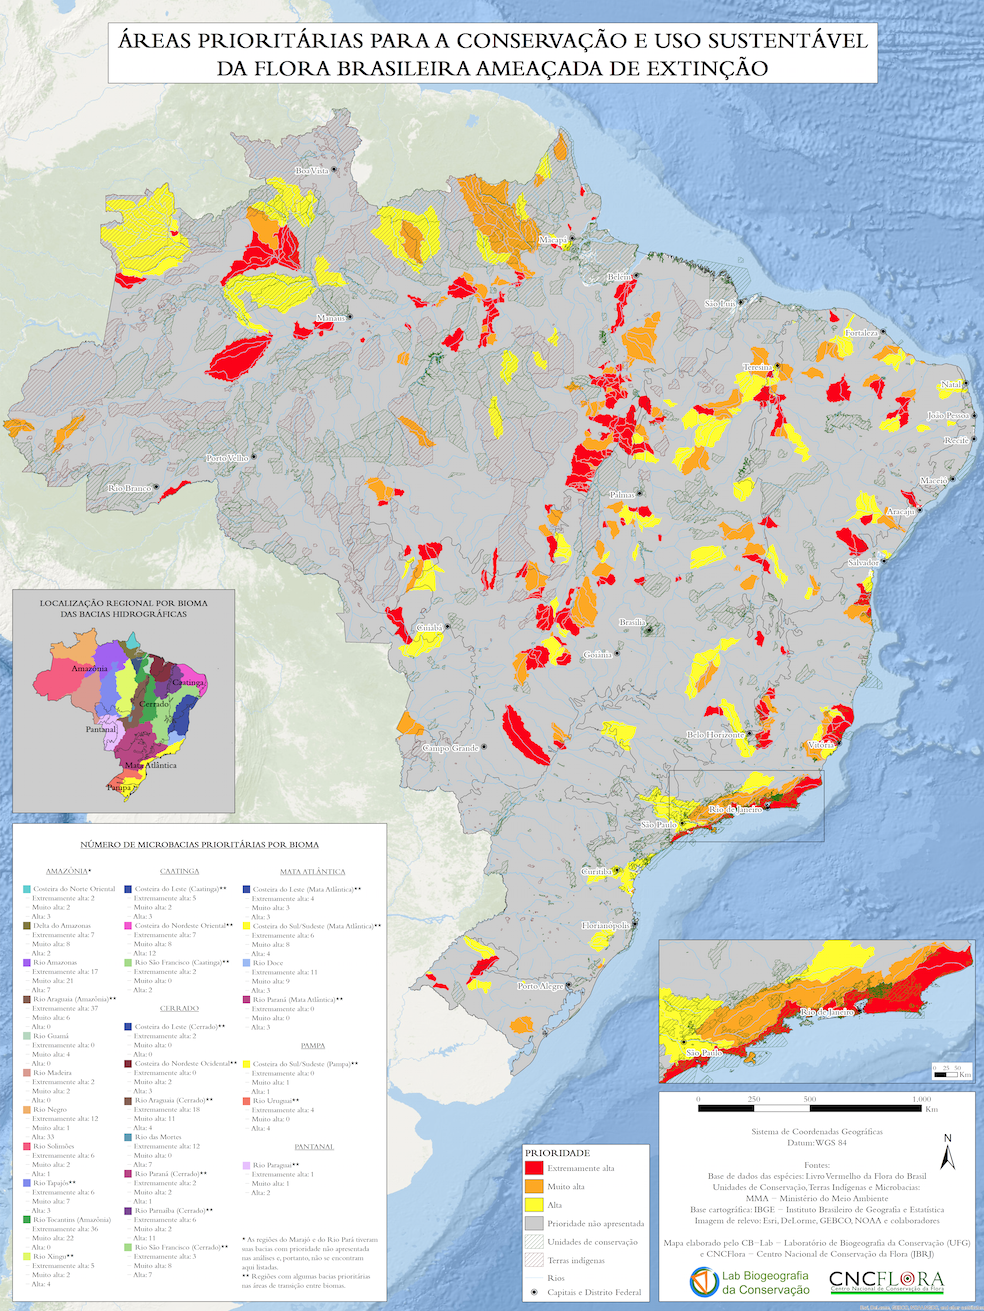 ÁREAS PRIORITÁRIAS PARA A CONSERVAÇÃO E USO SUSTENTÁVEL
DA FLORA BRASILEIRA AMEAÇADA DE EXTINÇÃO
Boa Vista
Macapá
Belém
São Luís
Manaus
Fortaleza
Teresina
Natal
João Pessoa
Recife
Porto Velho
Maceió
Rio Branco
Palmas
Aracaju
Salvador
Cuiabá
Brasília
Goiânia
Campo Grande
Belo Horizonte
Vitória
Rio de Janeiro
São Paulo
Curitiba
Florianópolis
Porto Alegre
LOCALIZAÇÃO REGIONAL POR BIOMA
DAS BACIAS HIDROGRÁFICAS
Amazônia
Caatinga
Cerrado
Pantanal
Mata Atlântica
Pampa
NÚMERO DE MICROBACIAS PRIORITÁRIAS POR BIOMA
AMAZÔNIA*
Costeira do Norte Oriental
Extremamente alta: 2
Muito alta: 2
Alta: 3
Delta do Amazonas
Extremamente alta: 7
Muito alta: 8
Alta: 2
Rio Amazonas
Extremamente alta: 17
Muito alta: 21
Alta: 7
Rio Araguaia (Amazônia)**
Extremamente alta: 37
Muito alta: 6
Alta: 0
Rio Guamá
Extremamente alta: 0
Muito alta: 4
Alta: 0
Rio Madeira
Extremamente alta: 2
Muito alta: 2
Alta: 0
Rio Negro
Extremamente alta: 12
Muito alta: 1
Alta: 33
Rio Solimões
Extremamente alta: 6
Muito alta: 2
Alta: 1
Rio Tapajós**
Extremamente alta: 6
Muito alta: 7
Alta: 3
Rio Tocantins (Amazônia)
Extremamente alta: 36
Muito alta: 22
Alta: 0
Rio Xingu**
Extremamente alta: 5
Muito alta: 2
Alta: 4
CAATINGA
Costeira do Leste (Caatinga)**
Extremamente alta: 5
Muito alta: 2
Alta: 3
Costeira do Nordeste Oriental**
Extremamente alta: 7
Muito alta: 8
Alta: 12
Rio São Francisco (Caatinga)**
Extremamente alta: 2
Muito alta: 0
Alta: 2
CERRADO
Costeira do Leste (Cerrado)**
Extremamente alta: 2
Muito alta: 0
Alta: 0
Costeira do Nordeste Ocidental**
Extremamente alta: 0
Muito alta: 2
Alta: 3
Rio Araguaia (Cerrado)**
Extremamente alta: 18
Muito alta: 11
Alta: 4
Rio das Mortes
Extremamente alta: 12
Muito alta: 0
Alta: 7
Rio Paraná (Cerrado)**
Extremamente alta: 2
Muito alta: 2
Alta: 1
Rio Parnaíba (Cerrado)**
Extremamente alta: 6
Muito alta: 2
Alta: 11
Rio São Francisco (Cerrado)**
Extremamente alta: 3
Muito alta: 8
Alta: 7
MATA ATLÂNTICA
Costeira do Leste (Mata Atlântica)**
Extremamente alta: 4
Muito alta: 3
Alta: 3
Costeira do Sul/Sudeste (Mata Atlântica)**
Extremamente alta: 6
Muito alta: 8
Alta: 4
Rio Doce
Extremamente alta: 11
Muito alta: 9
Alta: 3
Rio Paraná (Mata Atlântica)**
Extremamente alta: 0
Muito alta: 0
Alta: 3
PAMPA
Costeira do Sul/Sudeste (Pampa)**
Extremamente alta: 0
Muito alta: 1
Alta: 1
Rio Uruguai**
Extremamente alta: 4
Muito alta: 0
Alta: 4
PANTANAL
Rio Paraguai**
Extremamente alta: 1
Muito alta: 1
Alta: 2
* As regiões do Marajó e do Rio Pará tiveram
suas bacias com prioridade não apresentada
nas análises e, portanto, não se encontram
aqui listadas.
** Regiões com algumas bacias prioritárias
nas áreas de transição entre biomas.
PRIORIDADE
Extremamente alta
Muito alta
Alta
Prioridade não apresentada
Unidades de conservação
Terras indígenas
Rios
Capitais e Distrito Federal
Rio de Janeiro
São Paulo
0 25 50
Km
0 250 500 1,000
Km
Sistema de Coordenadas Geográficas
Datum: WGS 84
N
Fontes:
Base de dados das espécies: Livro Vermelho da Flora do Brasil
Unidades de Conservação, Terras Indígenas e Microbacias:
MMA – Ministério do Meio Ambiente
Base cartográfica: IBGE – Instituto Brasileiro de Geografia e Estatística
Imagem de relevo: Esri, DeLorme, GEBCO, NOAA e colaboradores
Mapa elaborado pelo CB-Lab – Laboratório de Biogeografia da Conservação (UFG)
e CNCFlora – Centro Nacional de Conservação da Flora (JBRJ)
Lab Biogeografia
da Conservação
CNCFLORA
Centro Nacional de Conservação da Flora